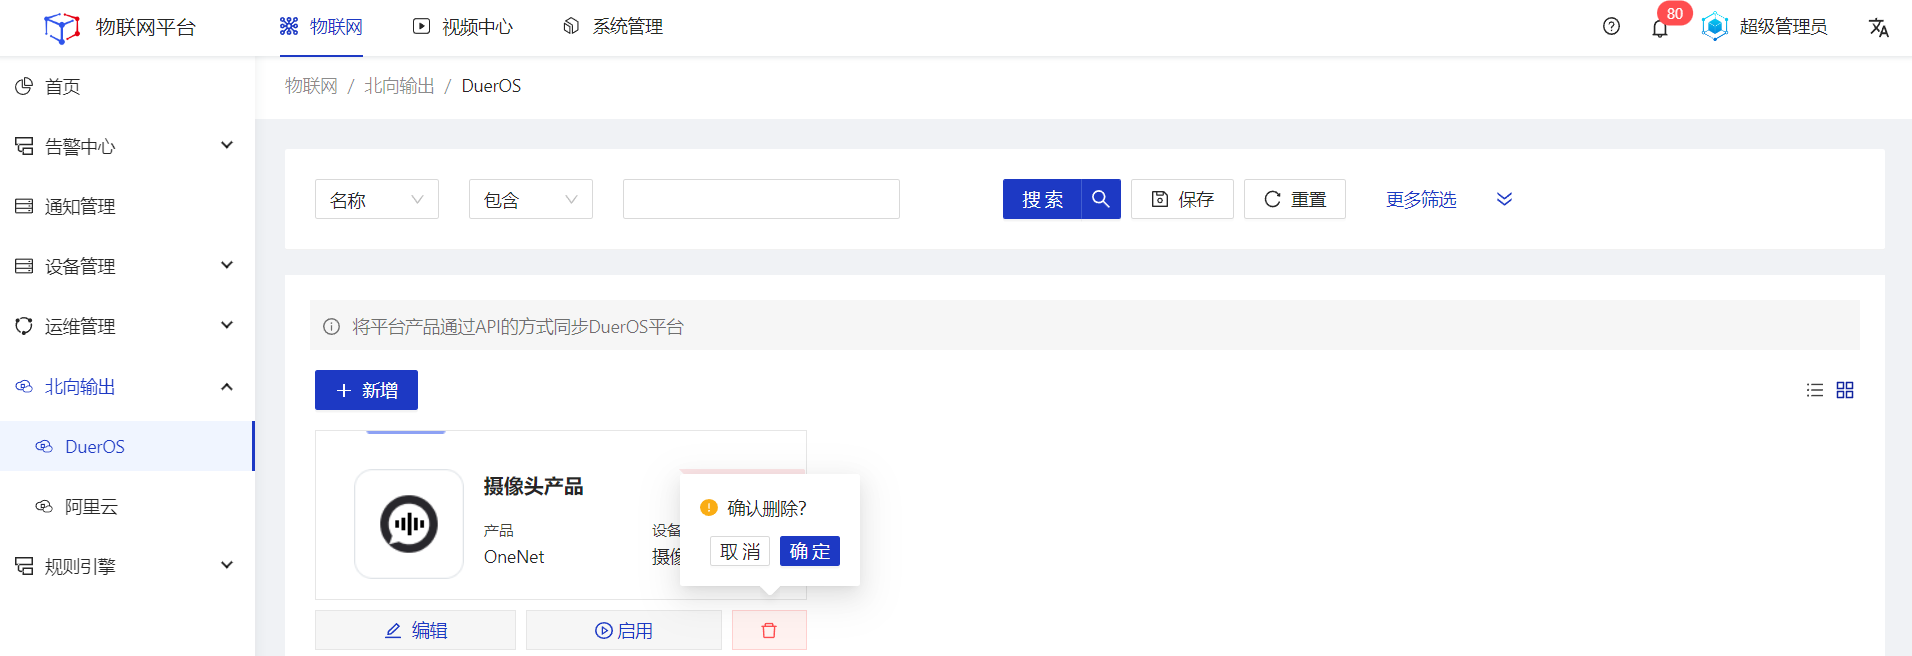 物联网平台
物联网
视频中心
系统管理
80
超级管理员
首页
告警中心
通知管理
设备管理
运维管理
北向输出
DuerOS
阿里云
规则引擎
物联网 / 北向输出 / DuerOS
名称
包含
搜索
保存
重置
更多筛选
将平台产品通过API的方式同步DuerOS平台
新增
摄像头产品
产品
OneNet
设备
摄像
确认删除?
取消
确定
编辑
启用